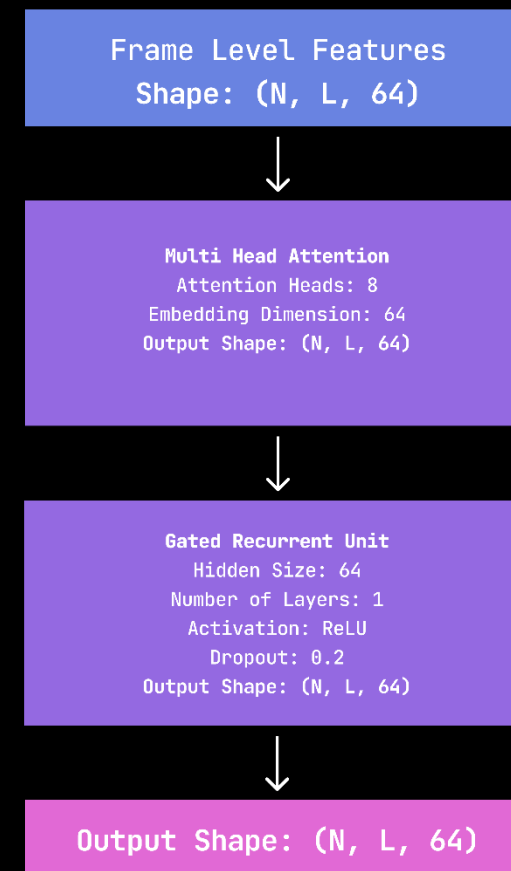 Frame Level Features
Shape: (N, L, 64)
Multi Head Attention
Attention Heads: 8
Embedding Dimension: 64
Output Shape: (N, L, 64)
Gated Recurrent Unit
Hidden Size: 64
Number of Layers: 1
Activation: ReLU
Dropout: 0.2
Output Shape: (N, L, 64)
Output Shape: (N, L, 64)